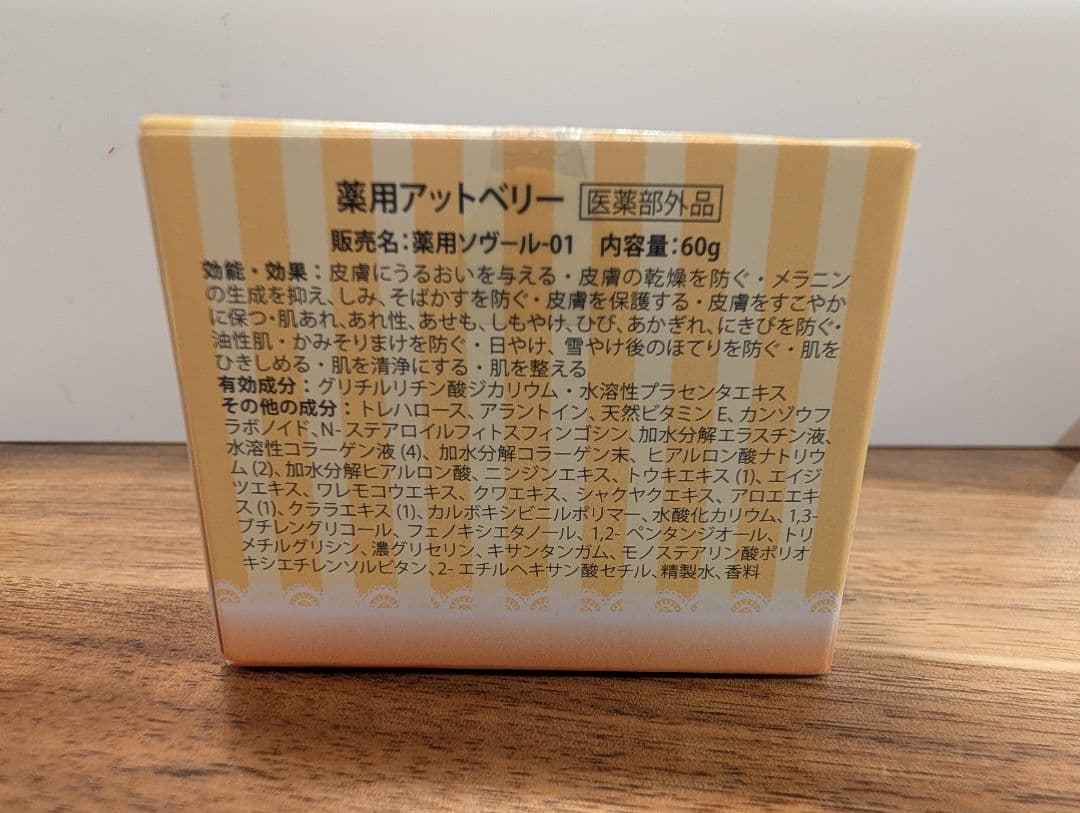 薬用アットベリー 医薬部外品
販売名：薬用ソヴール-01 内容量：60g
効能・効果：皮膚にうるおいを与える・皮膚の乾燥を防ぐ・メラニン
の生成を抑え、しみ、そばかすを防ぐ・皮膚を保護する・皮膚をすこやか
に保つ・肌あれ、あれ性、あせも、しもやけ、ひび、あかぎれ、にきびを防ぐ・
油性肌・かみそりまけを防ぐ・日やけ、雪やけ後のほてりを防ぐ・肌を
ひきしめる・肌を清浄にする・肌を整える
有効成分：グリチルリチン酸ジカリウム・水溶性プラセンタエキス
その他の成分：トレハロース、アラントイン、天然ビタミンE、カンゾウフ
ラボノイド、N-ステアロイルフィトスフィンゴシン、加水分解エラスチン液、
水溶性コラーゲン液(4)、加水分解コラーゲン末、ヒアルロン酸ナトリウ
ム(2)、加水分解ヒアルロン酸、ニンジンエキス、トウキエキス(1)、エイジ
ツエキス、ワレモコウエキス、クワエキス、シャクヤクエキス、アロエエキ
ス(1)、クララエキス(1)、カルボキシビニルポリマー、水酸化カリウム、1,3-
ブチレングリコール、フェノキシエタノール、1,2-ペンタンジオール、トリ
メチルグリシン、濃グリセリン、キサンタンガム、モノステアリン酸ポリオ
キシエチレンソルビタン、2-エチルヘキサン酸セチル、精製水、香料